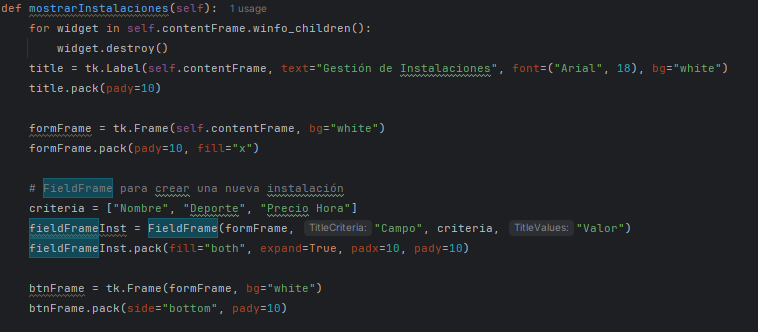 def mostrarInstalaciones(self): 1 usage
    for widget in self.contentFrame.winfo_children():
        widget.destroy()
    title = tk.Label(self.contentFrame, text="Gestión de Instalaciones", font=("Arial", 18), bg="white")
    title.pack(pady=10)

    formFrame = tk.Frame(self.contentFrame, bg="white")
    formFrame.pack(pady=10, fill="x")

    # FieldFrame para crear una nueva instalación
    criteria = ["Nombre", "Deporte", "Precio Hora"]
    fieldFrameInst = FieldFrame(formFrame, TitleCriteria: "Campo", criteria, TitleValues: "Valor")
    fieldFrameInst.pack(fill="both", expand=True, padx=10, pady=10)

    btnFrame = tk.Frame(formFrame, bg="white")
    btnFrame.pack(side="bottom", pady=10)